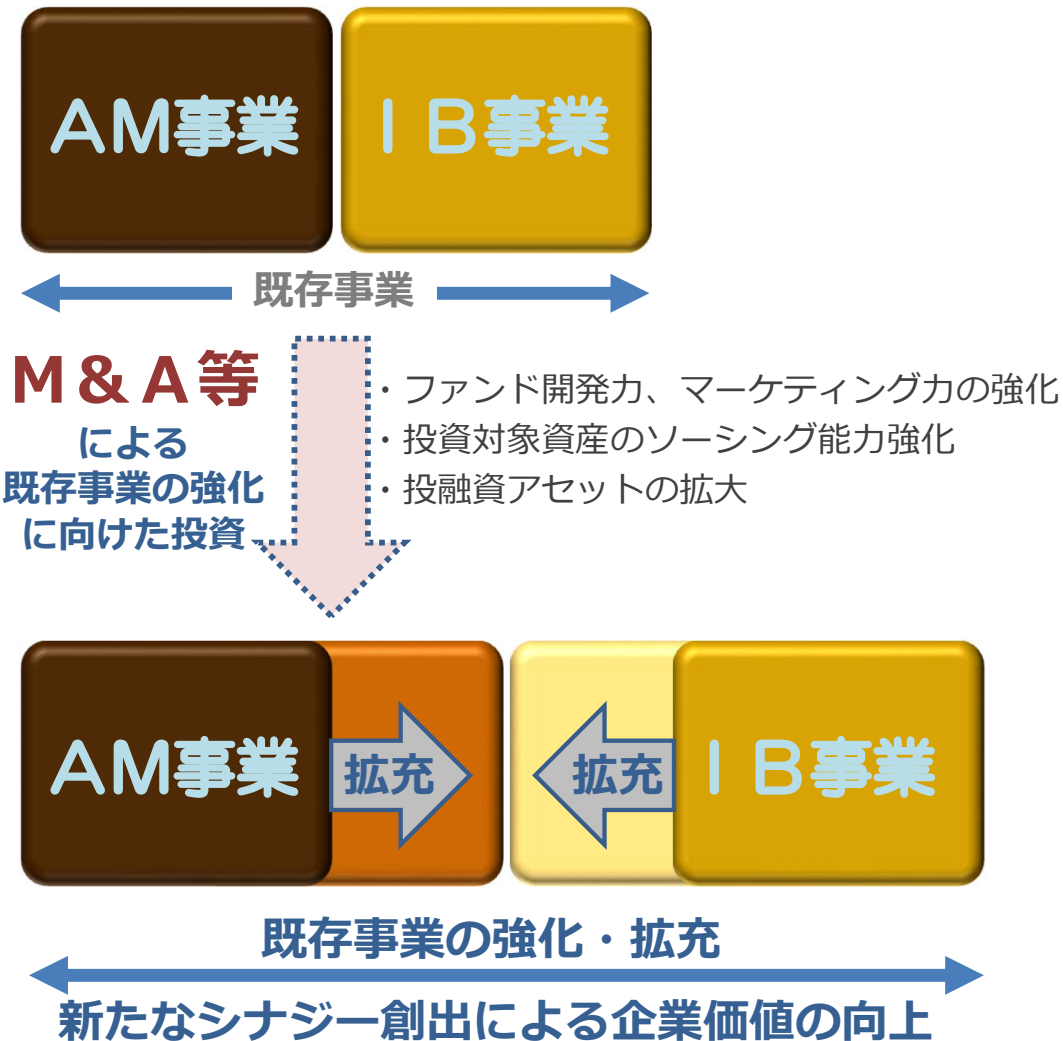 AM事業
IB事業
既存事業
M&A等
による
既存事業の強化
に向けた投資
・ファンド開発力、マーケティング力の強化
・投資対象資産のソーシング能力強化
・投融資アセットの拡大
AM事業
拡充
拡充
IB事業
既存事業の強化・拡充
新たなシナジー創出による企業価値の向上